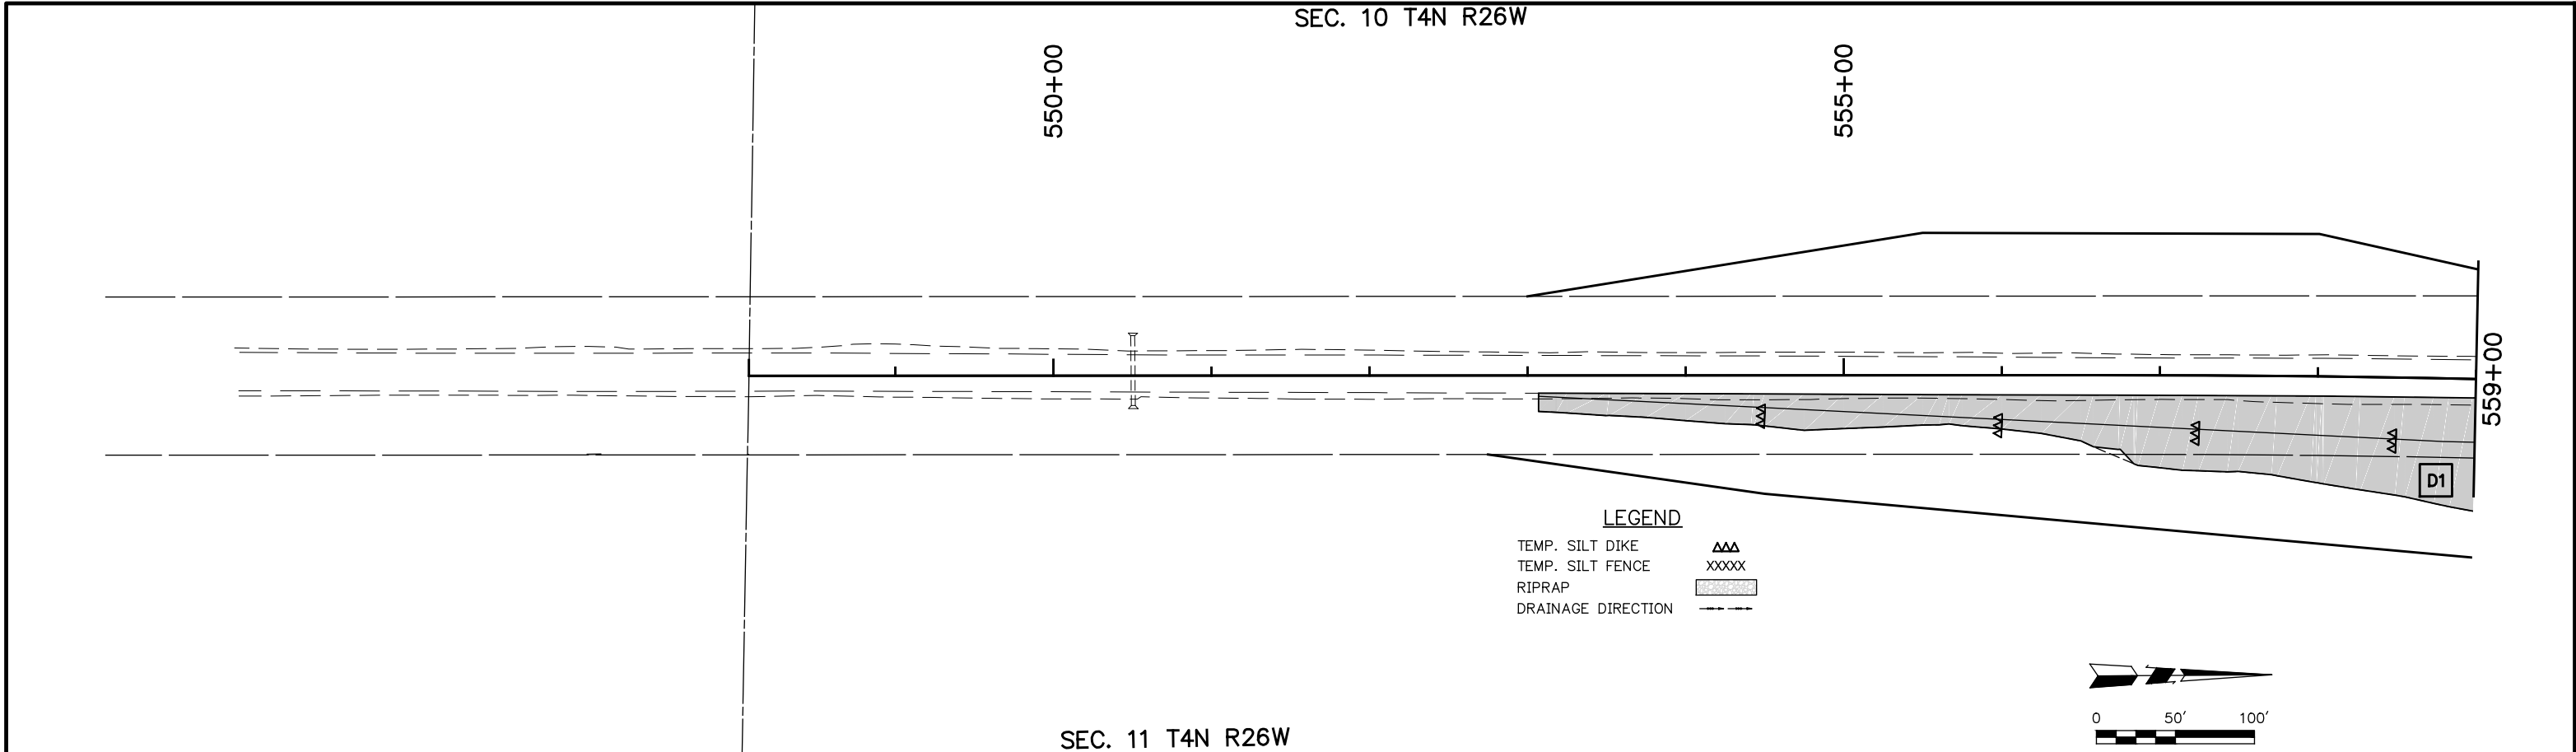 SEC. 10 T4N R26W
550+00
555+00
559+00
D1
LEGEND
TEMP. SILT DIKE
TEMP. SILT FENCE XXXXX
RIPRAP
DRAINAGE DIRECTION
0 50' 100'
SEC. 11 T4N R26W